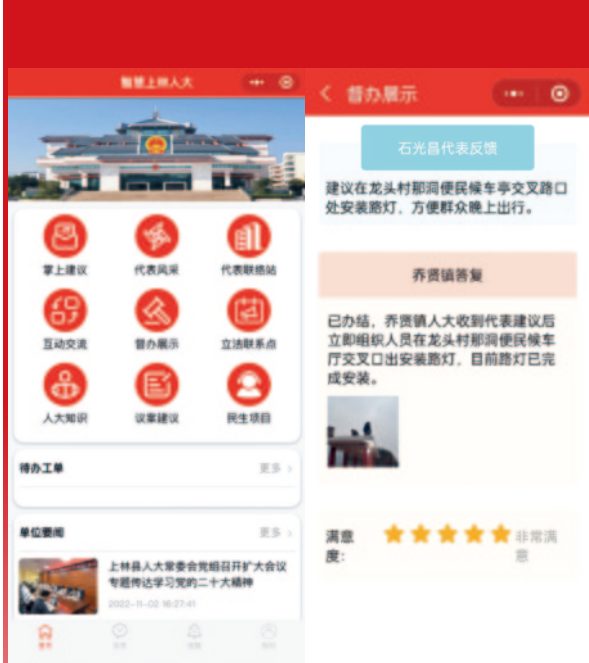 智慧上林人大
掌上建议
代表风采
代表联络站
互动交流
督办展示
立法联系点
人大知识
议案建议
民生项目
待办工单
更多
单位要闻
更多
上林县人大常委会党组召开扩大会议
专题传达学习党的二十大精神
2022-11-02 16:27:41
督办展示
石光昌代表反馈
建议在龙头村那洞便民候车亭交叉路口
处安装路灯，方便群众晚上出行。
乔贤镇答复
已办结，乔贤镇人大收到代表建议后
立即组织人员在龙头村那洞便民候车
厅交叉口出安装路灯，目前路灯已完
成安装。
满意
度：
非常满
意